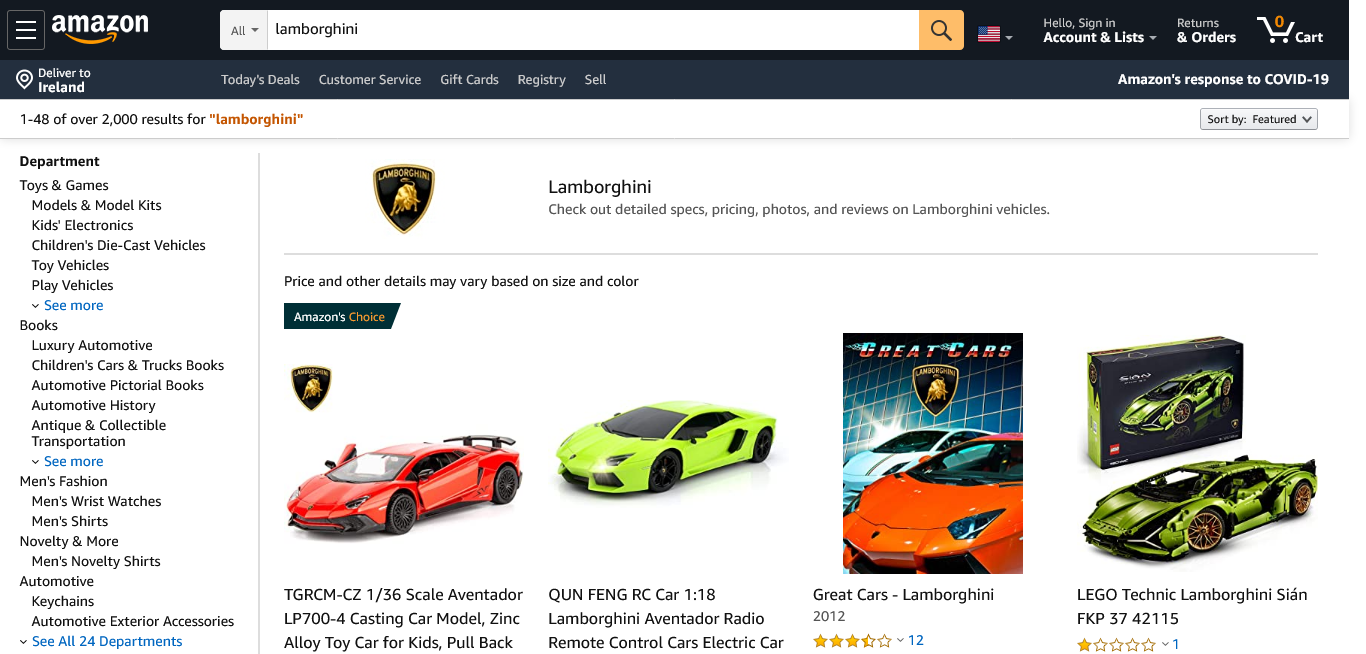 amazon
All
lamborghini
Hello, Sign in
Account & Lists
Returns
& Orders
0
Cart
Deliver to
Ireland
Today's Deals
Customer Service
Gift Cards
Registry
Sell
Amazon's response to COVID-19
1-48 of over 2,000 results for "lamborghini"
Sort by: Featured
Department
Toys & Games
Models & Model Kits
Kids' Electronics
Children's Die-Cast Vehicles
Toy Vehicles
Play Vehicles
See more
Books
Luxury Automotive
Children's Cars & Trucks Books
Automotive Pictorial Books
Automotive History
Antique & Collectible
Transportation
See more
Men's Fashion
Men's Wrist Watches
Men's Shirts
Novelty & More
Men's Novelty Shirts
Automotive
Keychains
Automotive Exterior Accessories
See All 24 Departments
LAMBORGHINI
Lamborghini
Check out detailed specs, pricing, photos, and reviews on Lamborghini vehicles.
Price and other details may vary based on size and color
Amazon's Choice
LAMBORGHINI
TGRCM-CZ 1/36 Scale Aventador
LP700-4 Casting Car Model, Zinc
Alloy Toy Car for Kids, Pull Back
QUN FENG RC Car 1:18
Lamborghini Aventador Radio
Remote Control Cars Electric Car
GREAT CARS
LAMBORGHINI
Great Cars - Lamborghini
2012
12
SIÁN
LEGO Technic Lamborghini Sián
FKP 37 42115
1